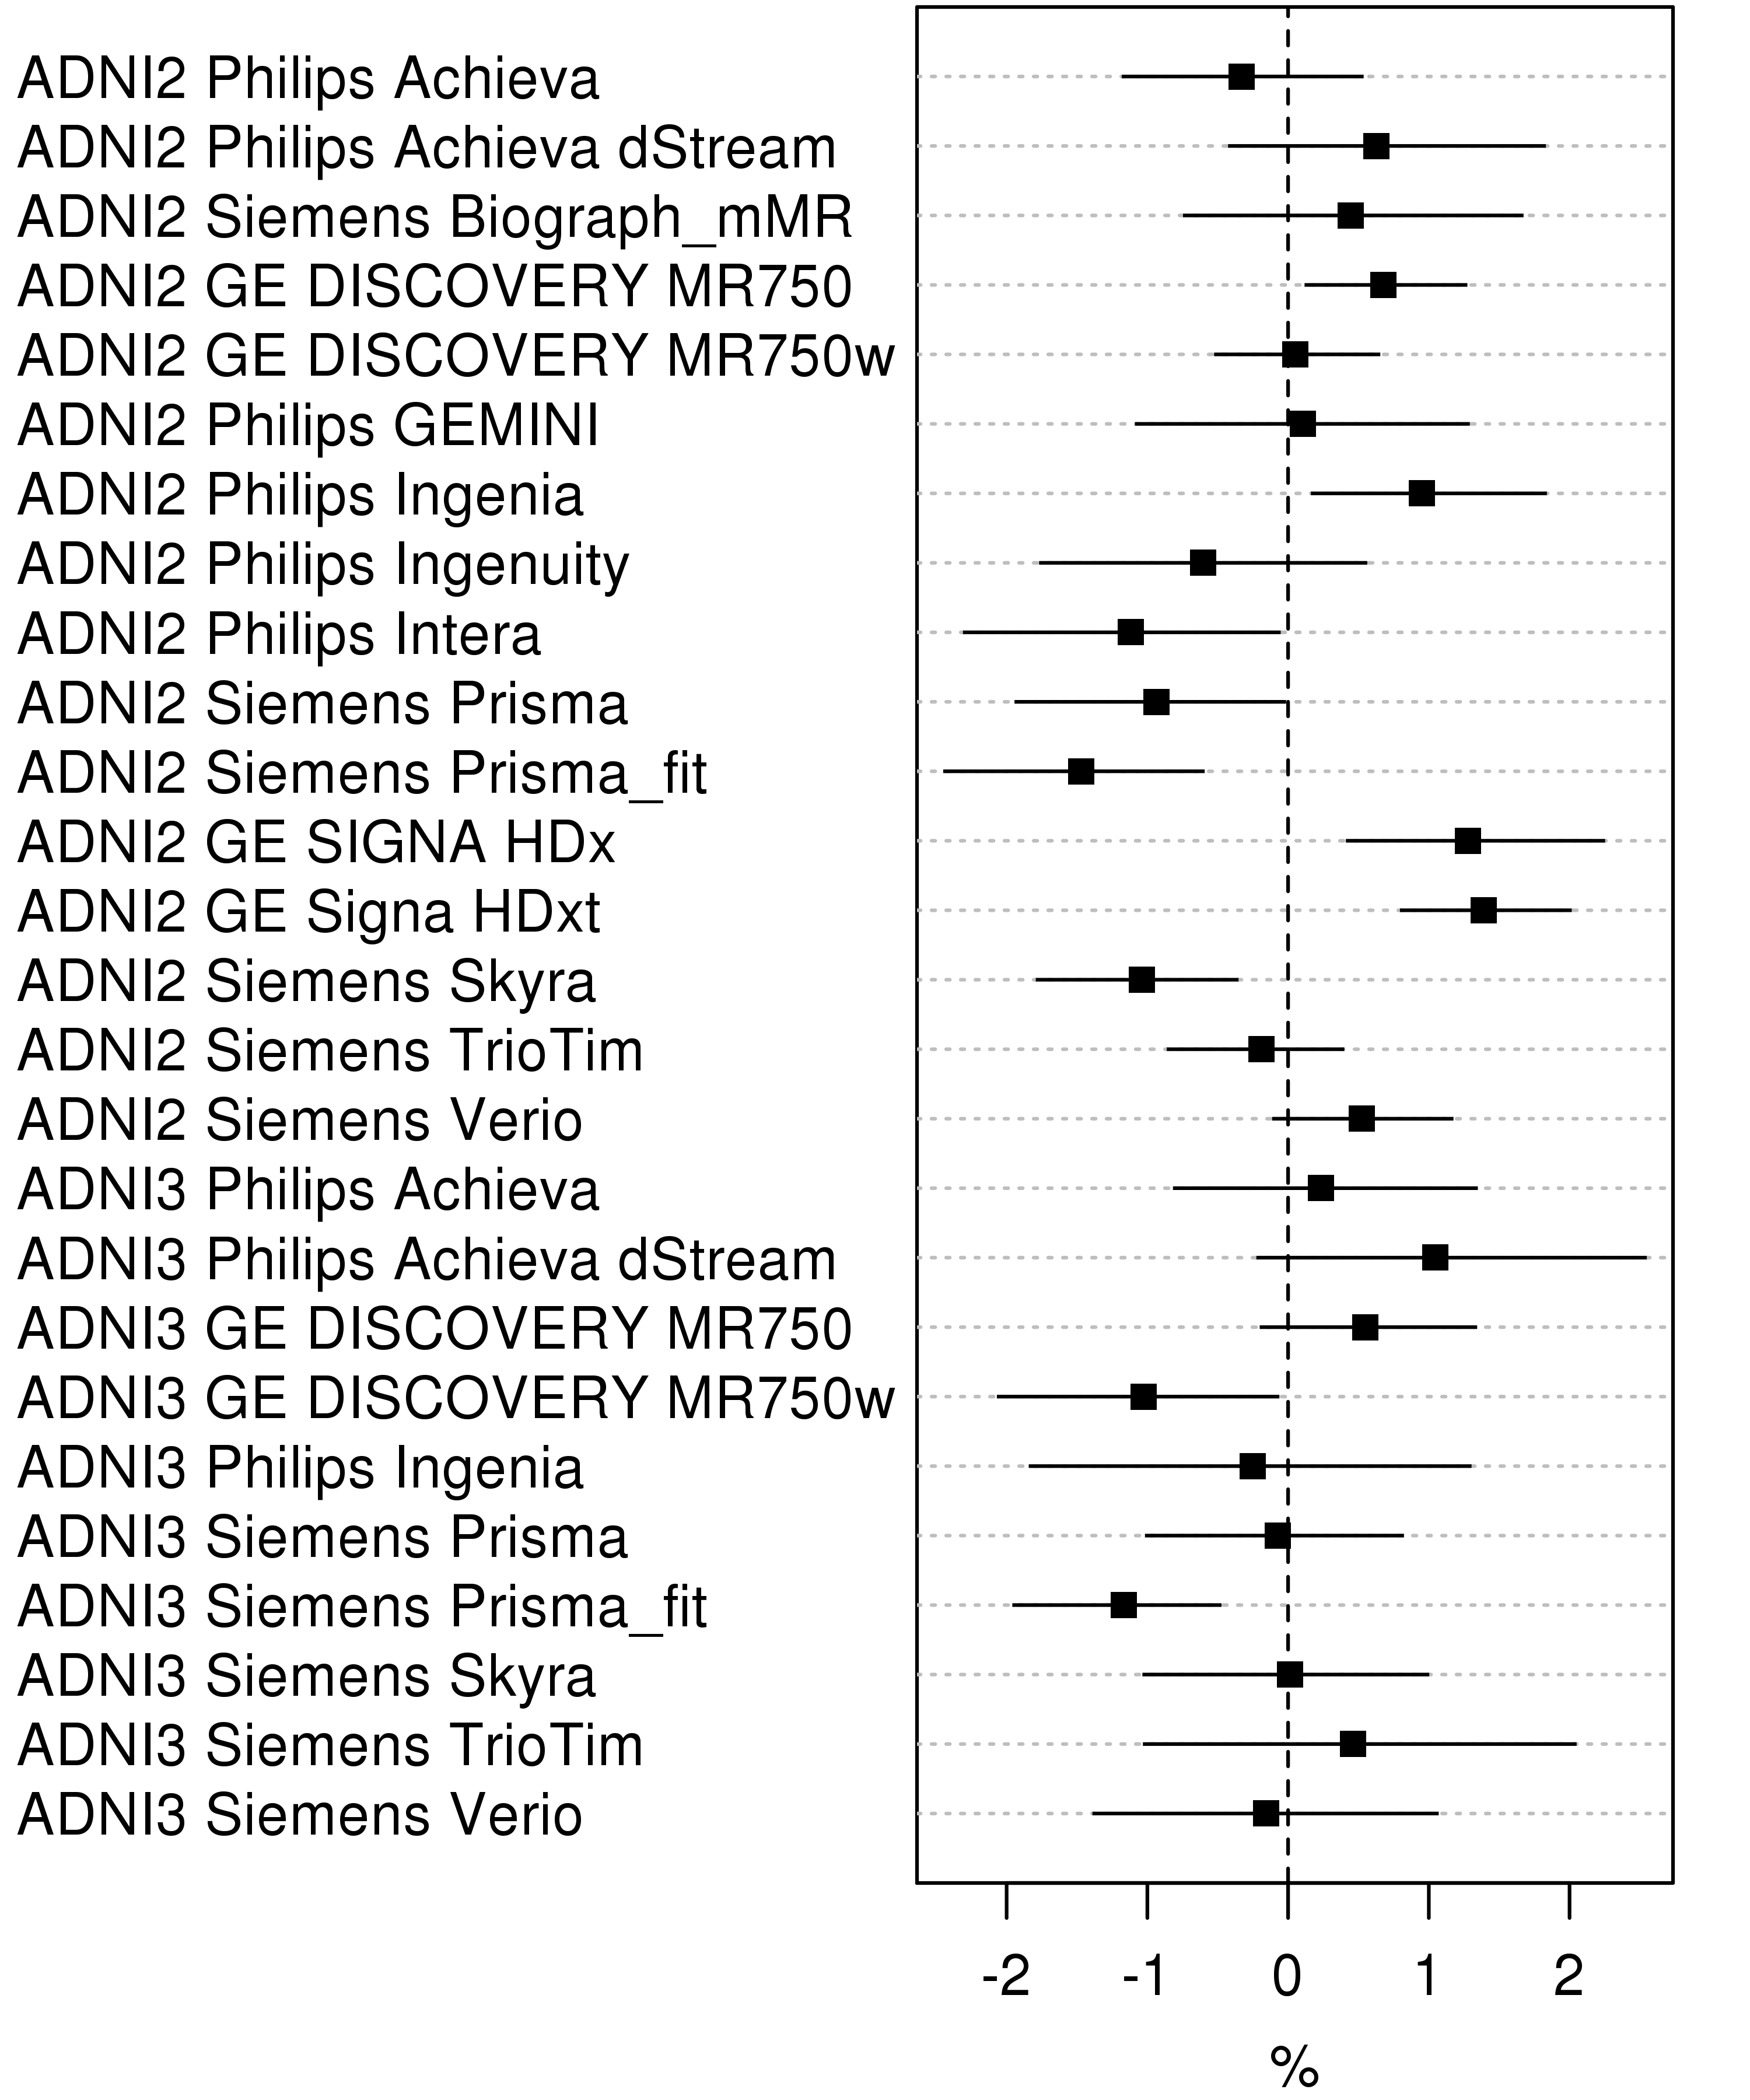 ADNI2 Philips Achieva
ADNI2 Philips Achieva dStream
ADNI2 Siemens Biograph_mMR
ADNI2 GE DISCOVERY MR750
ADNI2 GE DISCOVERY MR750w
ADNI2 Philips GEMINI
ADNI2 Philips Ingenia
ADNI2 Philips Ingenuity
ADNI2 Philips Intera
ADNI2 Siemens Prisma
ADNI2 Siemens Prisma_fit
ADNI2 GE SIGNA HDx
ADNI2 GE Signa HDxt
ADNI2 Siemens Skyra
ADNI2 Siemens TrioTim
ADNI2 Siemens Verio
ADNI3 Philips Achieva
ADNI3 Philips Achieva dStream
ADNI3 GE DISCOVERY MR750
ADNI3 GE DISCOVERY MR750w
ADNI3 Philips Ingenia
ADNI3 Siemens Prisma
ADNI3 Siemens Prisma_fit
ADNI3 Siemens Skyra
ADNI3 Siemens TrioTim
ADNI3 Siemens Verio
-2 -1 0 1 2
%